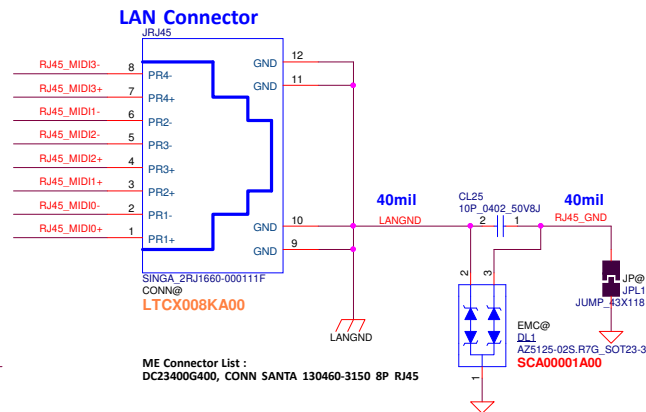 LAN Connector
JRJ45
RJ45_MIDI3- 8 PR4- GND 12
RJ45_MIDI3+ 7 PR4+ GND 11
RJ45_MIDI1- 6 PR2-
RJ45_MIDI2- 5 PR3-
RJ45_MIDI2+ 4 PR3+
RJ45_MIDI1+ 3 PR2+
RJ45_MIDI0- 2 PR1- GND 10
RJ45_MIDI0+ 1 PR1+ GND 9
SINGA_2RJ1660-000111F
CONN@
LTCX008KA00
40mil
LANGND
CL25
10P_0402_50V8J
2 1
40mil
RJ45_GND
2 3
1
JP@
JPL1
JUMP_43X118
EMC@
DL1
AZ5125-02S.R7G_SOT23-3
SCA00001A00
LANGND
ME Connector List :
DC23400G400, CONN SANTA 130460-3150 8P RJ45